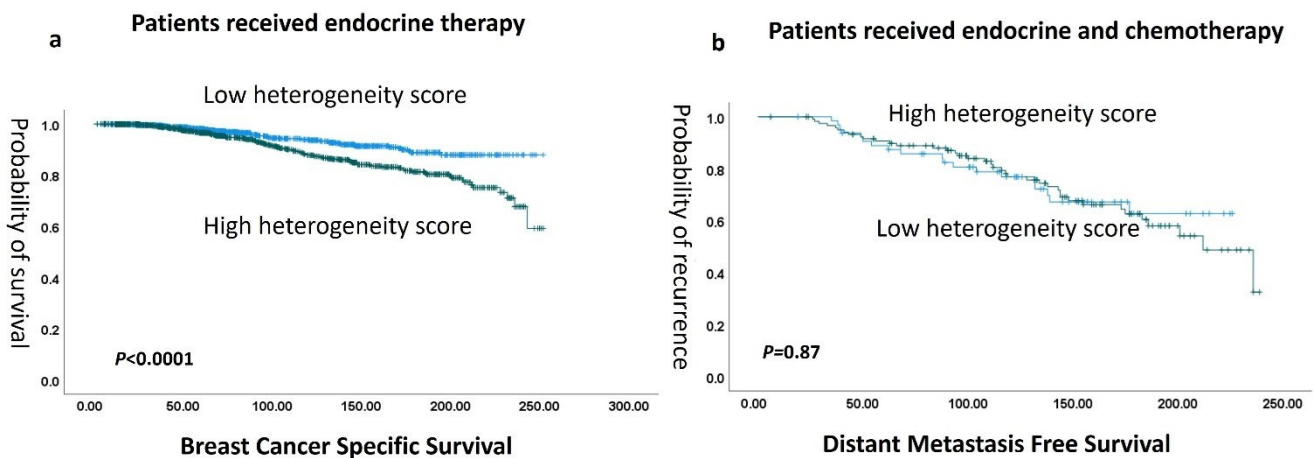 Patients received endocrine therapy
a
Low heterogeneity score
High heterogeneity score
Probability of survival
1.0
0.8
0.6
0.4
0.2
0.0
P<0.0001
0.00 50.00 100.00 150.00 200.00 250.00 300.00
Breast Cancer Specific Survival
Patients received endocrine and chemotherapy
b
High heterogeneity score
Low heterogeneity score
Probability of recurrence
1.0
0.8
0.6
0.4
0.2
0.0
P=0.87
0.00 50.00 100.00 150.00 200.00 250.00
Distant Metastasis Free Survival